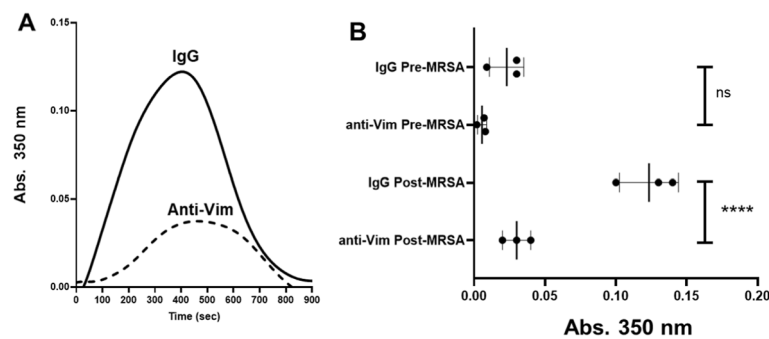 A
0.15
0.10
0.05
0.00
Abs. 350 nm
IgG
Anti-Vim
0 100 200 300 400 500 600 700 800 900
Time (sec)
B
IgG Pre-MRSA
anti-Vim Pre-MRSA
IgG Post-MRSA
anti-Vim Post-MRSA
ns
****
0.00 0.05 0.10 0.15 0.20
Abs. 350 nm